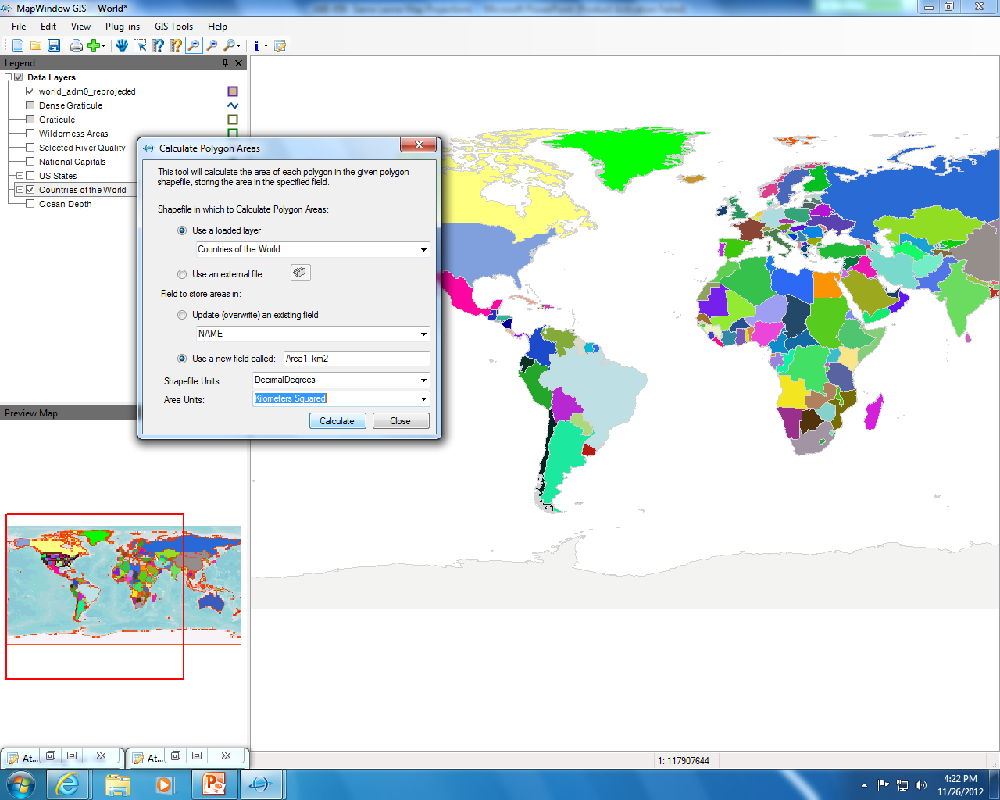 MapWindow GIS - World*
File Edit View Plug-ins GIS Tools Help
Legend
Data Layers
world_adm0_reprojected
Dense Graticule
Graticule
Wilderness Areas
Selected River Quality
National Capitals
US States
Countries of the World
Ocean Depth
Calculate Polygon Areas
This tool will calculate the area of each polygon in the given polygon
shapefile, storing the area in the specified field.
Shapefile in which to Calculate Polygon Areas:
Use a loaded layer
Countries of the World
Use an external file..
Field to store areas in:
Update (overwrite) an existing field
NAME
Use a new field called: Area1_km2
Shapefile Units: DecimalDegrees
Area Units: Kilometers Squared
Calculate Close
Preview Map
At... At...
1: 117907644
4:22 PM
11/26/2012